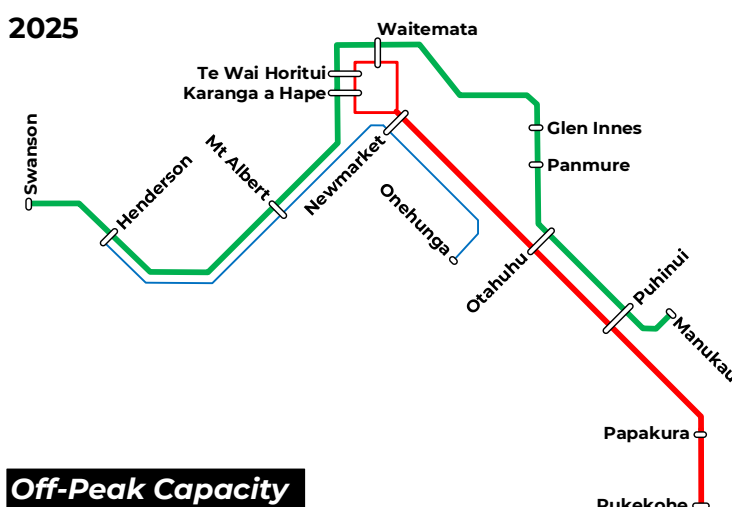 2025
Waitemata
Te Wai Horitui
Karanga a Hape
Glen Innes
Mt Albert
Newmarket
Panmure
Swanson
Henderson
Onehunga
Otahuhu
Puhinui
Manukau
Papakura
Off-Peak Capacity
Pukekohe